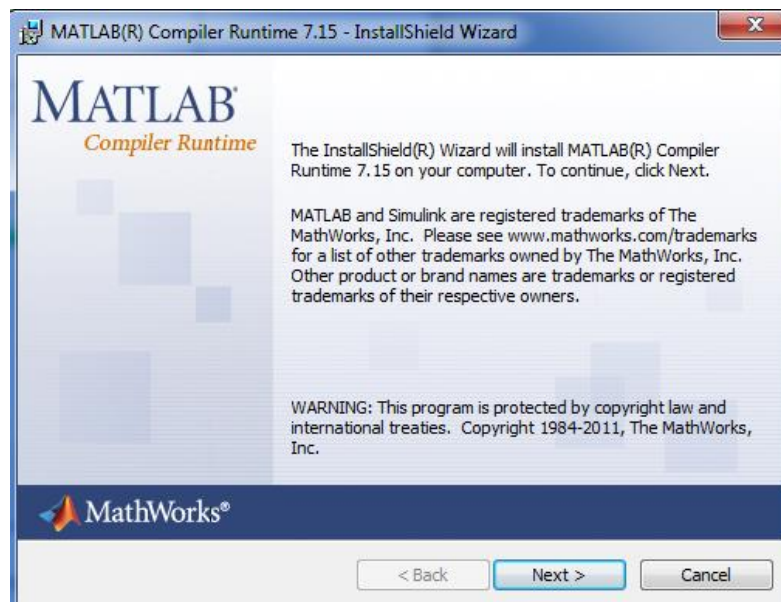 MATLAB(R) Compiler Runtime 7.15 - InstallShield Wizard
MATLAB®
Compiler Runtime
The InstallShield(R) Wizard will install MATLAB(R) Compiler
Runtime 7.15 on your computer. To continue, click Next.
MATLAB and Simulink are registered trademarks of The
MathWorks, Inc.  Please see www.mathworks.com/trademarks
for a list of other trademarks owned by The MathWorks, Inc.
Other product or brand names are trademarks or registered
trademarks of their respective owners.
WARNING: This program is protected by copyright law and
international treaties.  Copyright 1984-2011, The MathWorks,
Inc.
MathWorks®
< Back
Next >
Cancel